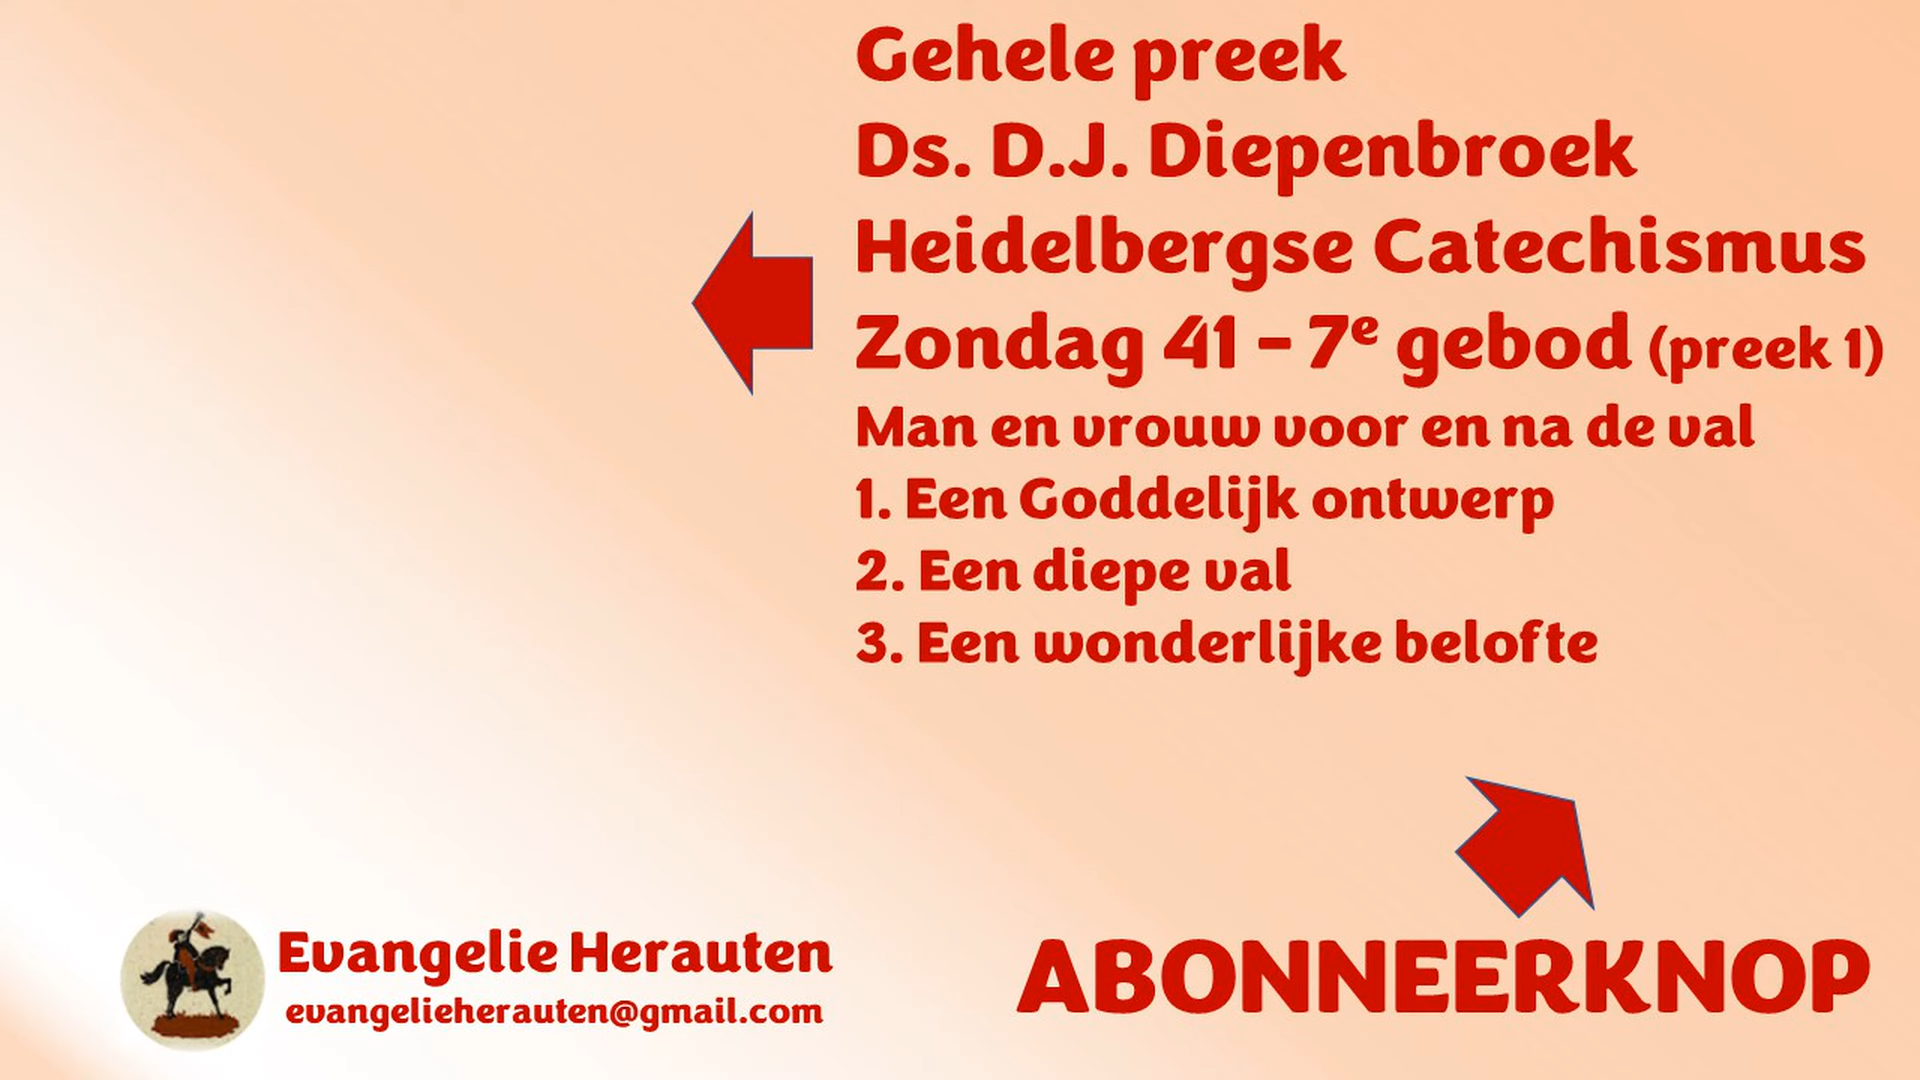 Gehele preek
Ds. D.J. Diepenbroek
Heidelbergse Catechismus
Zondag 41 – 7e gebod (preek 1)
Man en vrouw voor en na de val
1. Een Goddelijk ontwerp
2. Een diepe val
3. Een wonderlijke belofte
Evangelie Herauten
evangelieherauten@gmail.com
ABONNEERKNOP